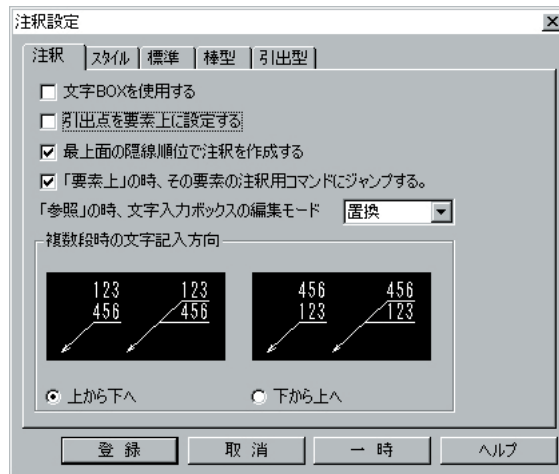 注釈設定
注釈 スタイル 標準 棒型 引出型
文字BOXを使用する
引出点を要素上に設定する
最上面の隠線順位で注釈を作成する
「要素上」の時、その要素の注釈用コマンドにジャンプする。
「参照」の時、文字入力ボックスの編集モード 置換
複数段時の文字記入方向
123 123 456 456
456 456 123 123
上から下へ 下から上へ
登 録 取 消 一 時 ヘルプ